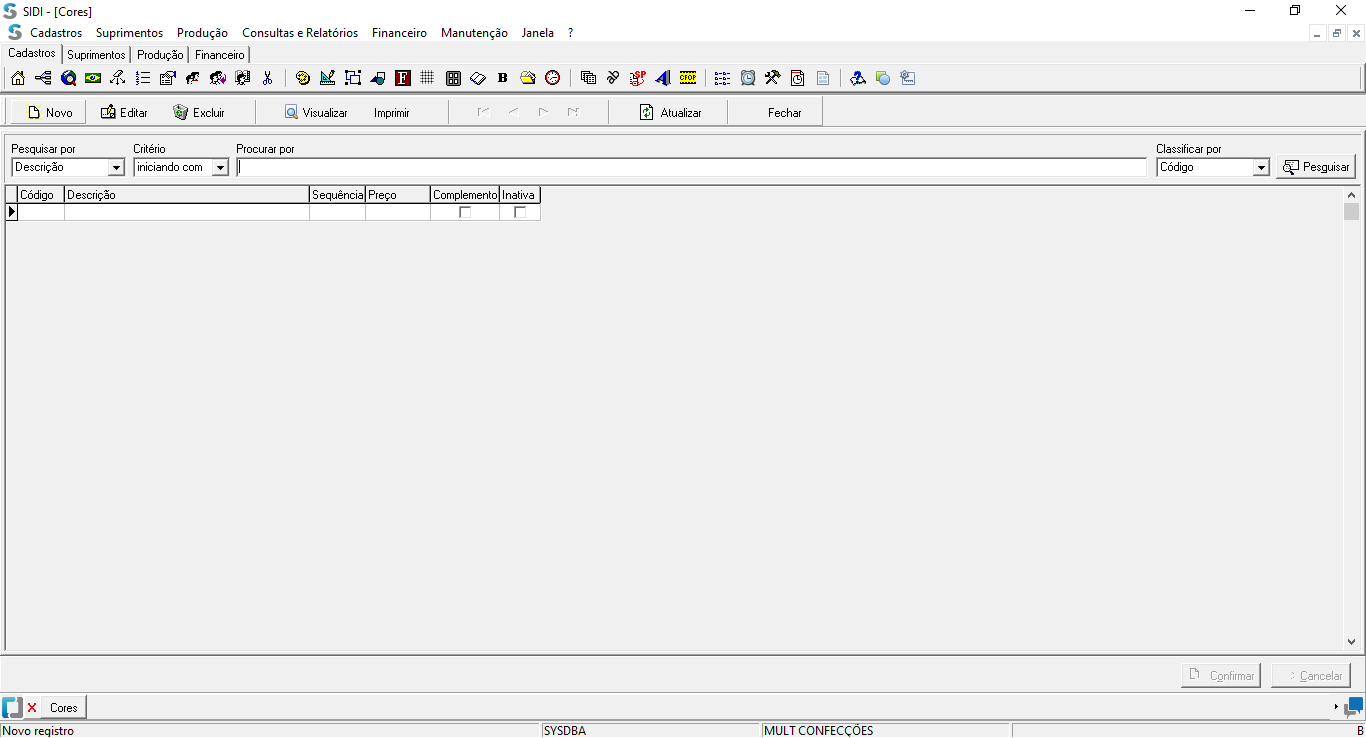 SIDI - [Cores]
Cadastros Suprimentos Produção Consultas e Relatórios Financeiro Manutenção Janela ?
Cadastros Suprimentos Produção Financeiro
F B SP CFOP
Novo Editar Excluir Visualizar Imprimir Atualizar Fechar
Pesquisar por Critério Procurar por Classificar por
Descrição iniciando com Código Pesquisar
Código Descrição Sequência Preço Complemento Inativa
Confirmar Cancelar
Cores
Novo registro SYSDBA MULT CONFECÇÕES B